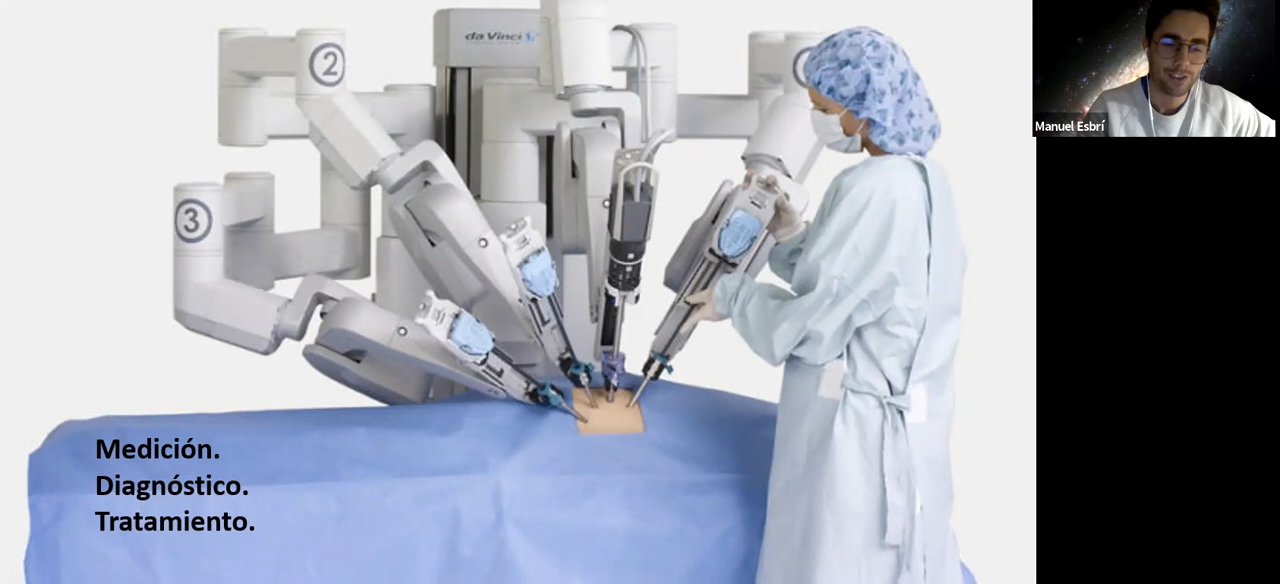 da Vinci
2
3
Manuel Esbrí
Medición.
Diagnóstico.
Tratamiento.